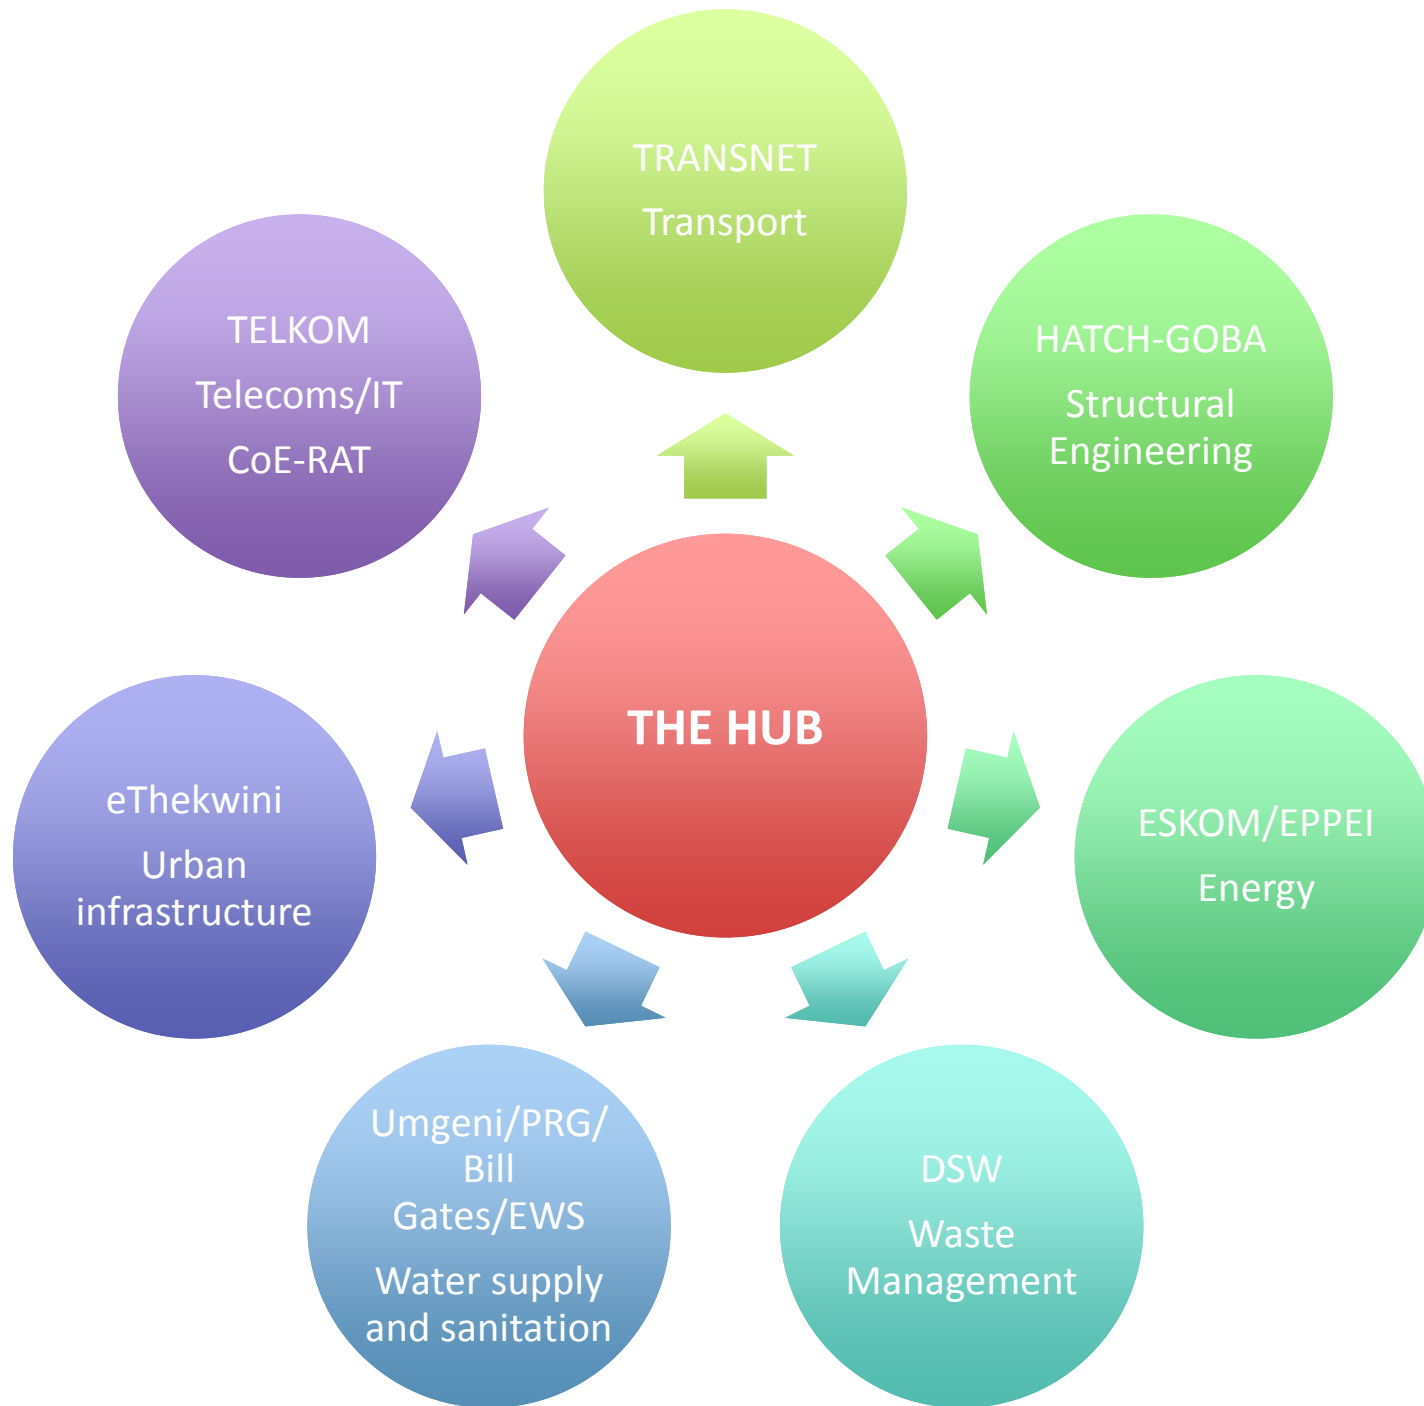 TRANSNET
Transport
HATCH-GOBA
Structural
Engineering
ESKOM/EPPEI
Energy
DSW
Waste
Management
Umgeni/PRG/
Bill
Gates/EWS
Water supply
and sanitation
eThekwini
Urban
infrastructure
TELKOM
Telecoms/IT
CoE-RAT
THE HUB